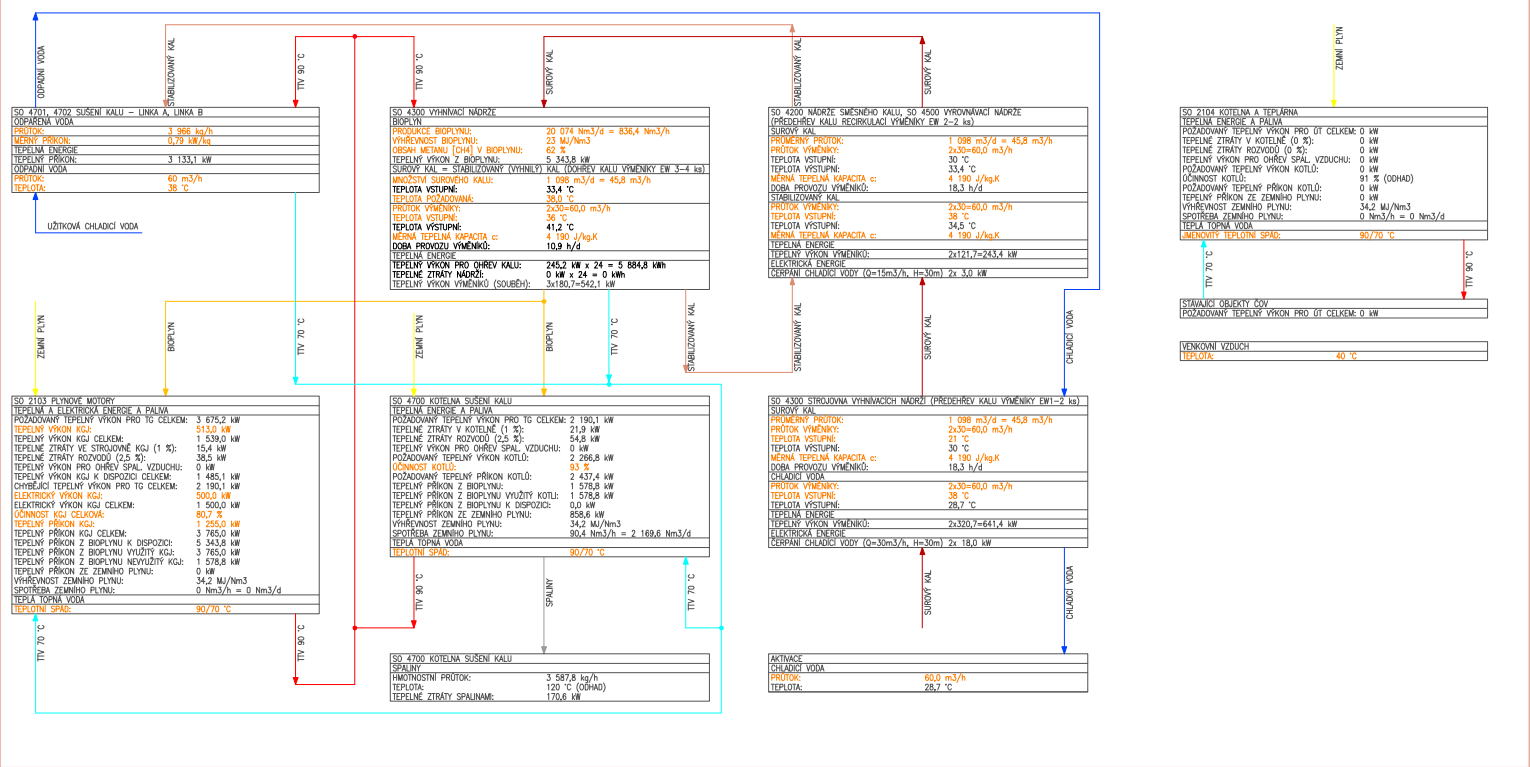 ODPADNÍ VODA
STABILIZOVANÝ KAL
TTV 90 °C
TTV 90 °C
SUROVÝ KAL
STABILIZOVANÝ KAL
SUROVÝ KAL
ZEMNÍ PLYN
SO 4701, 4702 SUŠENÍ KALU – LINKA A, LINKA B
ODPAŘENÁ VODA
PRŮTOK: 3 966 kg/h
MĚRNÝ PŘÍKON: 0,79 kW/kg
TEPELNÁ ENERGIE
TEPELNÝ PŘÍKON: 3 133,1 kW
ODPADNÍ VODA
PRŮTOK: 60 m3/h
TEPLOTA: 38 °C
UŽITKOVÁ CHLADICÍ VODA
SO 4300 VYHNÍVACÍ NÁDRŽE
BIOPLYN
PRODUKCE BIOPLYNU: 20 074 Nm3/d = 836,4 Nm3/h
VÝHŘEVNOST BIOPLYNU: 23 MJ/Nm3
OBSAH METANU [CH4] V BIOPLYNU: 62 %
TEPELNÝ VÝKON Z BIOPLYNU: 5 343,8 kW
SUROVÝ KAL = STABILIZOVANÝ (VYHNILÝ) KAL (DOHŘEV KALU VÝMĚNÍKY EW 3-4 ks)
MNOŽSTVÍ SUROVÉHO KALU: 1 098 m3/d = 45,8 m3/h
TEPLOTA VSTUPNÍ: 33,4 °C
TEPLOTA POŽADOVANÁ: 38,0 °C
PRŮTOK VÝMĚNÍKY: 2x30=60,0 m3/h
TEPLOTA VSTUPNÍ: 36 °C
TEPLOTA VÝSTUPNÍ: 41,2 °C
MĚRNÁ TEPELNÁ KAPACITA c: 4 190 J/kg.K
DOBA PROVOZU VÝMĚNÍKŮ: 10,9 h/d
TEPELNÁ ENERGIE
TEPELNÝ VÝKON PRO OHŘEV KALU: 245,2 kW x 24 = 5 884,8 kWh
TEPELNÉ ZTRÁTY NÁDRŽÍ: 0 kW x 24 = 0 kWh
TEPELNÝ VÝKON VÝMĚNÍKŮ (SOUBĚH): 3x180,7=542,1 kW
SO 4200 NÁDRŽE SMĚSNÉHO KALU, SO 4500 VYROVNÁVACÍ NÁDRŽE
(PŘEDEHŘEV KALU RECIRKULACÍ VÝMĚNÍKY EW 2-2 ks)
SUROVÝ KAL
PRŮMĚRNÝ PRŮTOK: 1 098 m3/d = 45,8 m3/h
PRŮTOK VÝMĚNÍKY: 2x30=60,0 m3/h
TEPLOTA VSTUPNÍ: 30 °C
TEPLOTA VÝSTUPNÍ: 33,4 °C
MĚRNÁ TEPELNÁ KAPACITA c: 4 190 J/kg.K
DOBA PROVOZU VÝMĚNÍKŮ: 18,3 h/d
STABILIZOVANÝ KAL
PRŮTOK VÝMĚNÍKY: 2x30=60,0 m3/h
TEPLOTA VSTUPNÍ: 38 °C
TEPLOTA VÝSTUPNÍ: 34,5 °C
MĚRNÁ TEPELNÁ KAPACITA c: 4 190 J/kg.K
TEPELNÁ ENERGIE
TEPELNÝ VÝKON VÝMĚNÍKŮ: 2x121,7=243,4 kW
ELEKTRICKÁ ENERGIE
ČERPÁNÍ CHLADICÍ VODY (Q=15m3/h, H=30m) 2x 3,0 kW
SO 2104 KOTELNA A TEPLÁRNA
TEPELNÁ ENERGIE A PALIVA
POŽADOVANÝ TEPELNÝ VÝKON PRO ÚT CELKEM: 0 kW
TEPELNÉ ZTRÁTY V KOTELNĚ (0 %): 0 kW
TEPELNÉ ZTRÁTY ROZVODŮ (0 %): 0 kW
TEPELNÝ VÝKON PRO OHŘEV SPAL. VZDUCHU: 0 kW
POŽADOVANÝ TEPELNÝ VÝKON KOTLŮ: 0 kW
ÚČINNOST KOTLŮ: 91 % (ODHAD)
POŽADOVANÝ TEPELNÝ PŘÍKON KOTLŮ: 0 kW
TEPELNÝ PŘÍKON ZE ZEMNÍHO PLYNU: 0 kW
VÝHŘEVNOST ZEMNÍHO PLYNU: 34,2 MJ/Nm3
SPOTŘEBA ZEMNÍHO PLYNU: 0 Nm3/h = 0 Nm3/d
TEPLÁ TOPNÁ VODA
JMENOVITÝ TEPLOTNÍ SPÁD: 90/70 °C
TTV 70 °C
TTV 90 °C
STÁVAJÍCÍ OBJEKTY ČOV
POŽADOVANÝ TEPELNÝ VÝKON PRO ÚT CELKEM: 0 kW
VENKOVNÍ VZDUCH
TEPLOTA: 40 °C
ZEMNÍ PLYN
BIOPLYN
TTV 70 °C
ZEMNÍ PLYN
BIOPLYN
TTV 70 °C
STABILIZOVANÝ KAL
STABILIZOVANÝ KAL
SUROVÝ KAL
CHLADICÍ VODA
SO 2103 PLYNOVÉ MOTORY
TEPELNÁ A ELEKTRICKÁ ENERGIE A PALIVA
POŽADOVANÝ TEPELNÝ VÝKON PRO TG CELKEM: 3 675,2 kW
TEPELNÝ VÝKON KGJ: 513,0 kW
TEPELNÝ VÝKON KGJ CELKEM: 1 539,0 kW
TEPELNÉ ZTRÁTY VE STROJOVNĚ KGJ (1 %): 15,4 kW
TEPELNÉ ZTRÁTY ROZVODŮ (2,5 %): 38,5 kW
TEPELNÝ VÝKON PRO OHŘEV SPAL. VZDUCHU: 0 kW
TEPELNÝ VÝKON KGJ K DISPOZICI CELKEM: 1 485,1 kW
CHYBĚJÍCÍ TEPELNÝ VÝKON PRO TG CELKEM: 2 190,1 kW
ELEKTRICKÝ VÝKON KGJ: 500,0 kW
ELEKTRICKÝ VÝKON KGJ CELKEM: 1 500,0 kW
ÚČINNOST KGJ CELKOVÁ: 80,7 %
TEPELNÝ PŘÍKON KGJ: 1 255,0 kW
TEPELNÝ PŘÍKON KGJ CELKEM: 3 765,0 kW
TEPELNÝ PŘÍKON Z BIOPLYNU K DISPOZICI: 5 343,8 kW
TEPELNÝ PŘÍKON Z BIOPLYNU VYUŽITÝ KGJ: 3 765,0 kW
TEPELNÝ PŘÍKON Z BIOPLYNU NEVYUŽITÝ KGJ: 1 578,8 kW
TEPELNÝ PŘÍKON ZE ZEMNÍHO PLYNU: 0 kW
VÝHŘEVNOST ZEMNÍHO PLYNU: 34,2 MJ/Nm3
SPOTŘEBA ZEMNÍHO PLYNU: 0 Nm3/h = 0 Nm3/d
TEPLÁ TOPNÁ VODA
TEPLOTNÍ SPÁD: 90/70 °C
SO 4700 KOTELNA SUŠENÍ KALU
TEPELNÁ ENERGIE A PALIVA
POŽADOVANÝ TEPELNÝ VÝKON PRO TG CELKEM: 2 190,1 kW
TEPELNÉ ZTRÁTY V KOTELNĚ (1 %): 21,9 kW
TEPELNÉ ZTRÁTY ROZVODŮ (2,5 %): 54,8 kW
TEPELNÝ VÝKON PRO OHŘEV SPAL. VZDUCHU: 0 kW
POŽADOVANÝ TEPELNÝ VÝKON KOTLŮ: 2 266,8 kW
ÚČINNOST KOTLŮ: 93 %
POŽADOVANÝ TEPELNÝ PŘÍKON KOTLŮ: 2 437,4 kW
TEPELNÝ PŘÍKON Z BIOPLYNU: 1 578,8 kW
TEPELNÝ PŘÍKON Z BIOPLYNU VYUŽITÝ KOTLI: 1 578,8 kW
TEPELNÝ PŘÍKON Z BIOPLYNU K DISPOZICI: 0,0 kW
TEPELNÝ PŘÍKON ZE ZEMNÍHO PLYNU: 858,6 kW
VÝHŘEVNOST ZEMNÍHO PLYNU: 34,2 MJ/Nm3
SPOTŘEBA ZEMNÍHO PLYNU: 90,4 Nm3/h = 2 169,6 Nm3/d
TEPLÁ TOPNÁ VODA
TEPLOTNÍ SPÁD: 90/70 °C
SO 4300 STROJOVNA VYHNÍVACÍCH NÁDRŽÍ (PŘEDEHŘEV KALU VÝMĚNÍKY EW1-2 ks)
SUROVÝ KAL
PRŮMĚRNÝ PRŮTOK: 1 098 m3/d = 45,8 m3/h
PRŮTOK VÝMĚNÍKY: 2x30=60,0 m3/h
TEPLOTA VSTUPNÍ: 21 °C
TEPLOTA VÝSTUPNÍ: 30 °C
MĚRNÁ TEPELNÁ KAPACITA c: 4 190 J/kg.K
DOBA PROVOZU VÝMĚNÍKŮ: 18,3 h/d
CHLADICÍ VODA
PRŮTOK VÝMĚNÍKY: 2x30=60,0 m3/h
TEPLOTA VSTUPNÍ: 38 °C
TEPLOTA VÝSTUPNÍ: 28,7 °C
TEPELNÁ ENERGIE
TEPELNÝ VÝKON VÝMĚNÍKŮ: 2x320,7=641,4 kW
ELEKTRICKÁ ENERGIE
ČERPÁNÍ CHLADICÍ VODY (Q=30m3/h, H=30m) 2x 18,0 kW
TTV 70 °C
TTV 90 °C
TTV 90 °C
SPALINY
TTV 70 °C
SUROVÝ KAL
CHLADICÍ VODA
SO 4700 KOTELNA SUŠENÍ KALU
SPALINY
HMOTNOSTNÍ PRŮTOK: 3 587,8 kg/h
TEPLOTA: 120 °C (ODHAD)
TEPELNÉ ZTRÁTY SPALINAMI: 170,6 kW
AKTIVACE
CHLADICÍ VODA
PRŮTOK: 60,0 m3/h
TEPLOTA: 28,7 °C